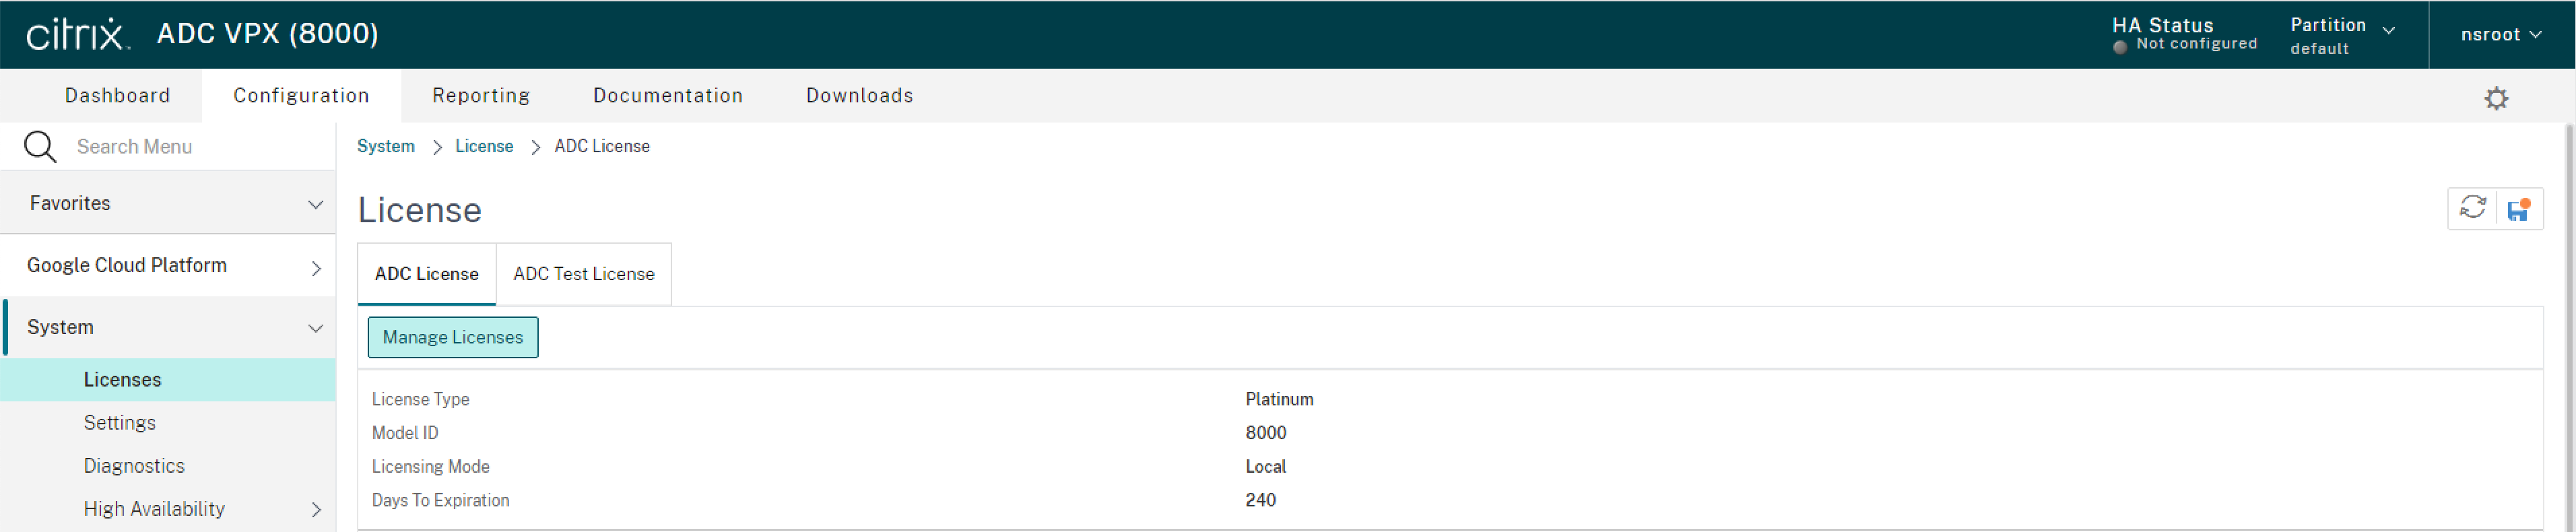 citrix ADC VPX (8000)
HA Status
Not configured
Partition
default
nsroot
Dashboard Configuration Reporting Documentation Downloads
Search Menu
Favorites
Google Cloud Platform
System
Licenses
Settings
Diagnostics
High Availability
System > License > ADC License
License
ADC License ADC Test License
Manage Licenses
License Type Platinum
Model ID 8000
Licensing Mode Local
Days To Expiration 240